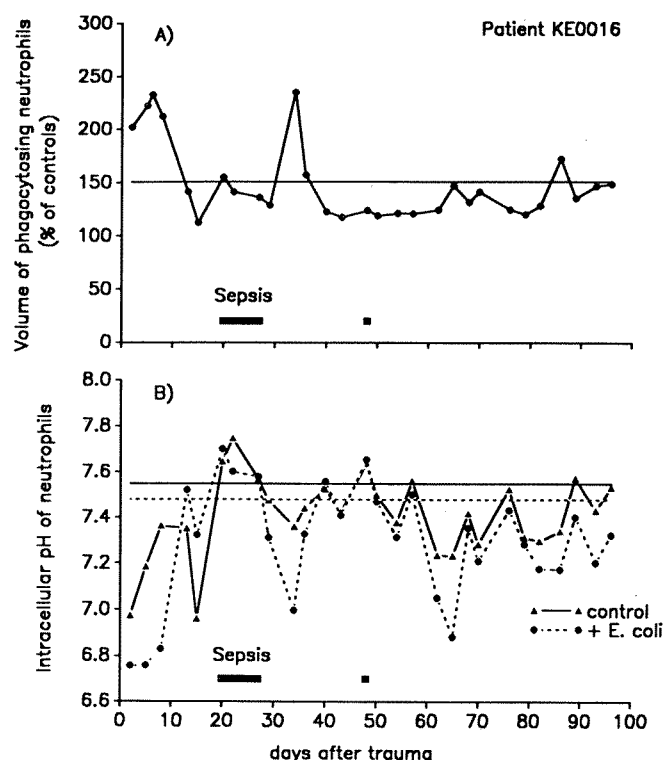 A)
Patient KE0016
Volume of phagocytosing neutrophils
(% of controls)
300
250
200
150
100
50
0
Sepsis
B)
Intracellular pH of neutrophils
8.0
7.8
7.6
7.4
7.2
7.0
6.8
6.6
control
+ E. coli
Sepsis
0 10 20 30 40 50 60 70 80 90 100
days after trauma